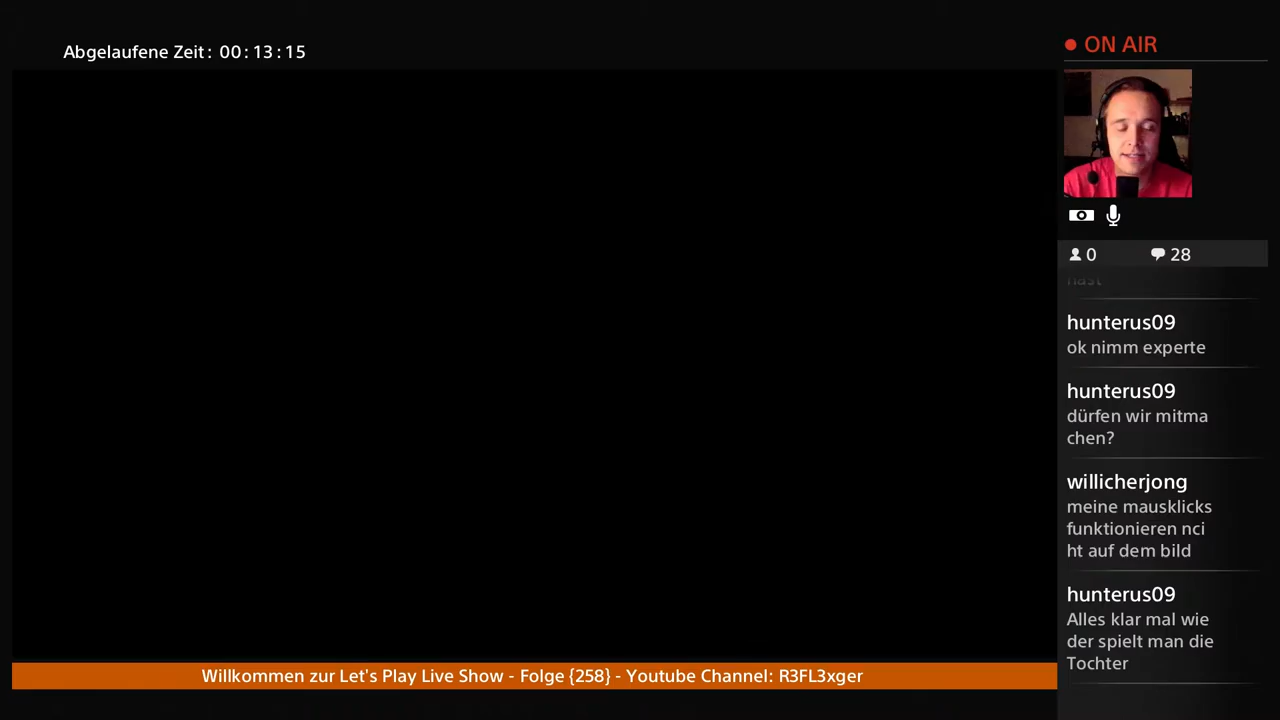 Abgelaufene Zeit: 00:13:15
ON AIR
0 28
hast
hunterus09
ok nimm experte
hunterus09
dürfen wir mitma
chen?
willicherjong
meine mausklicks
funktionieren nci
ht auf dem bild
hunterus09
Alles klar mal wie
der spielt man die
Tochter
Willkommen zur Let's Play Live Show - Folge {258} - Youtube Channel: R3FL3xger